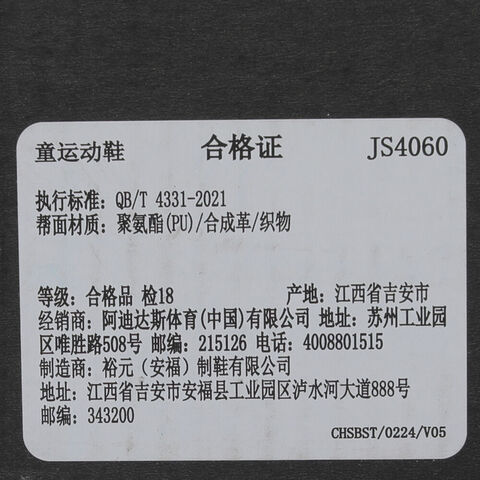 童运动鞋 合格证 JS4060
执行标准: QB/T 4331-2021
帮面材质: 聚氨酯(PU)/合成革/织物
等级: 合格品 检18 产地: 江西省吉安市
经销商: 阿迪达斯体育(中国)有限公司 地址: 苏州工业园
区唯胜路508号 邮编: 215126 电话: 4008801515
制造商: 裕元（安福）制鞋有限公司
地址: 江西省吉安市安福县工业园区泸水河大道888号
邮编: 343200
CHSBST/0224/V05